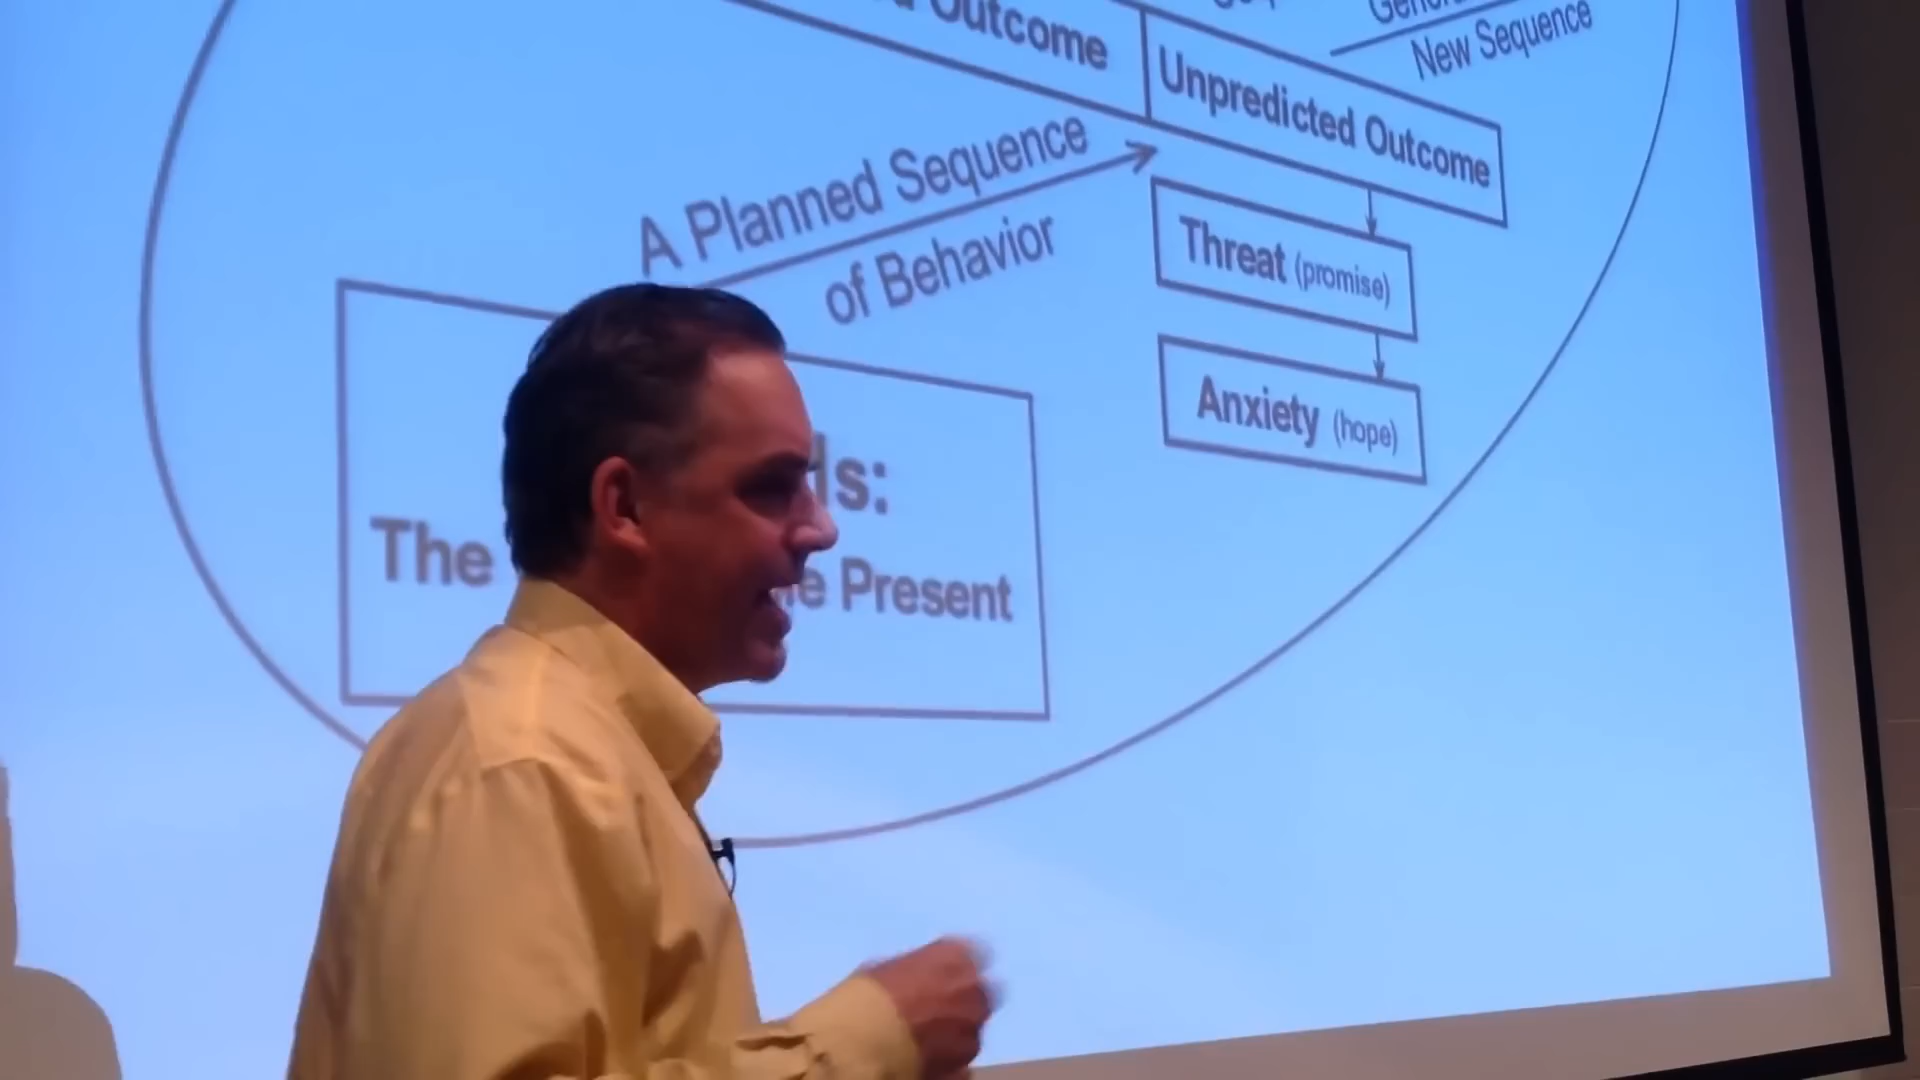 Outcome
Unpredicted Outcome
New Sequence
A Planned Sequence
of Behavior
Threat (promise)
Anxiety (hope)
The
Present